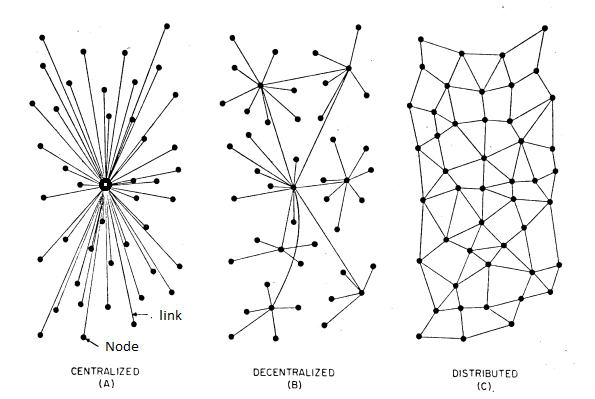 link
Node
CENTRALIZED
(A)
DECENTRALIZED
(B)
DISTRIBUTED
(C)